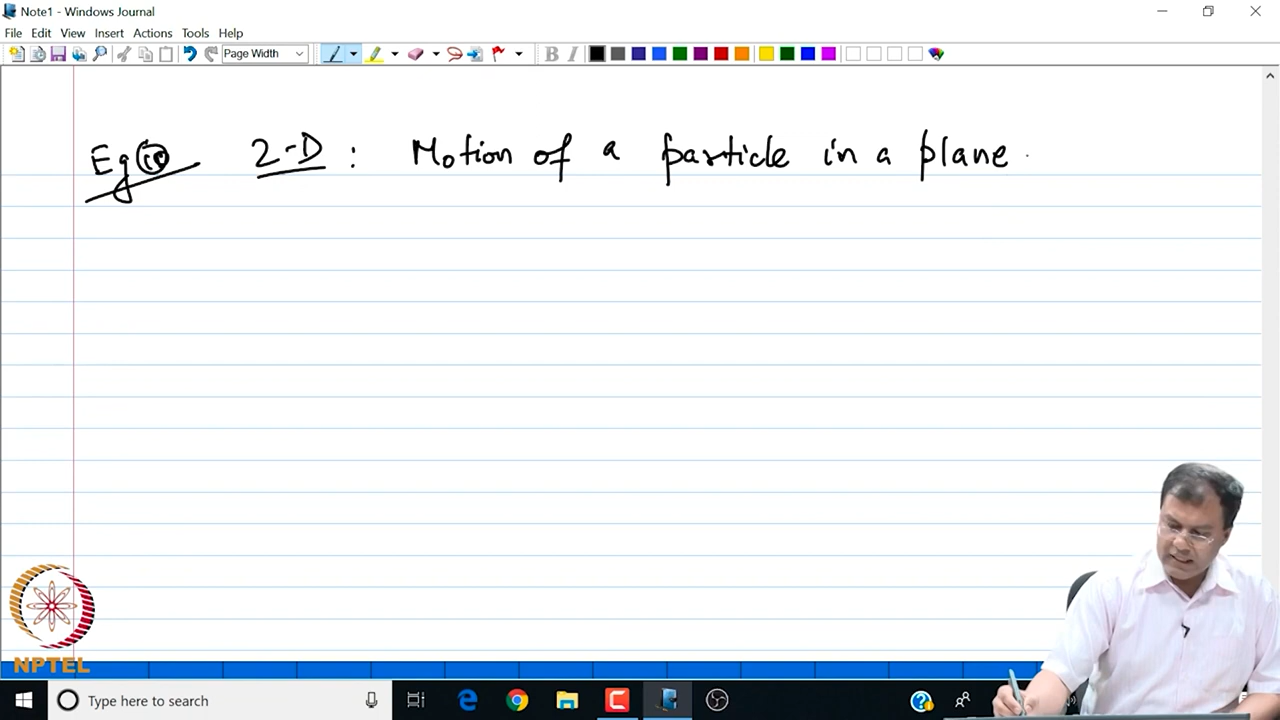 Note1 - Windows Journal
File Edit View Insert Actions Tools Help
Page Width
B I
Eg 2-D : Motion of a particle in a plane
NPTEL
Type here to search